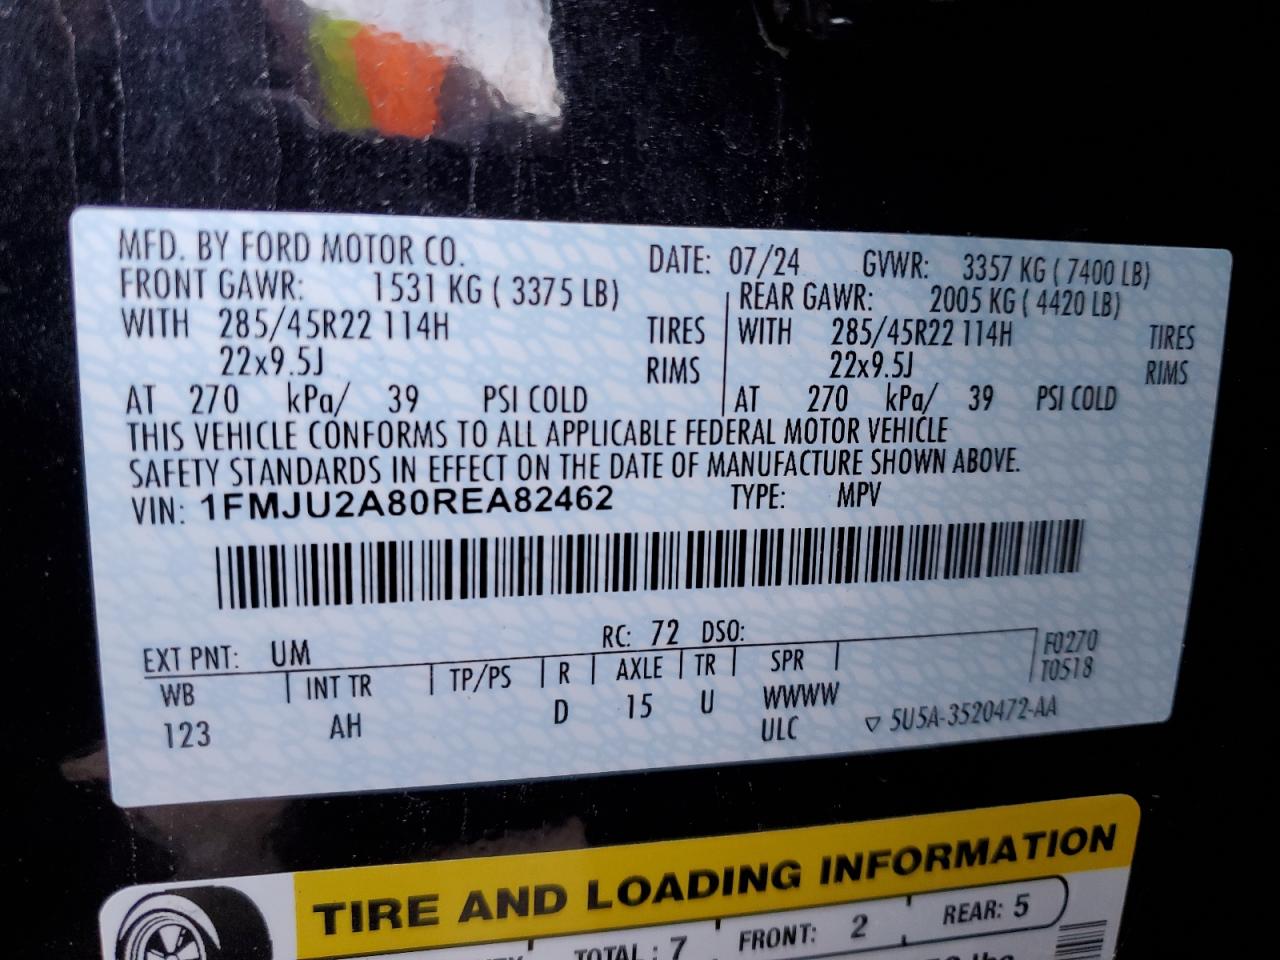 MFD. BY FORD MOTOR CO.
DATE: 07/24 GVWR: 3357 KG ( 7400 LB)
FRONT GAWR: 1531 KG ( 3375 LB) REAR GAWR: 2005 KG ( 4420 LB)
WITH 285/45R22 114H TIRES WITH 285/45R22 114H TIRES
22x9.5J RIMS 22x9.5J RIMS
AT 270 kPa/ 39 PSI COLD AT 270 kPa/ 39 PSI COLD
THIS VEHICLE CONFORMS TO ALL APPLICABLE FEDERAL MOTOR VEHICLE
SAFETY STANDARDS IN EFFECT ON THE DATE OF MANUFACTURE SHOWN ABOVE.
VIN: 1FMJU2A80REA82462 TYPE: MPV
EXT PNT: UM RC: 72 DSO:
F0270
WB INT TR TP/PS R AXLE TR SPR T0518
123 AH D 15 U WWWW
ULC ▽ 5U5A-3520472-AA
TIRE AND LOADING INFORMATION
TOTAL : 7 FRONT: 2 REAR: 5